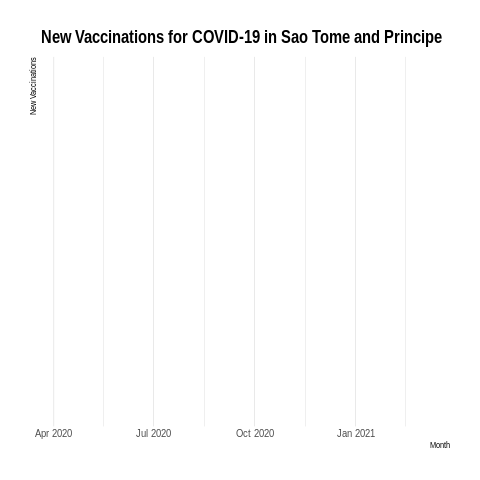 New Vaccinations for COVID-19 in Sao Tome and Principe
New Vaccinations
Apr 2020 Jul 2020 Oct 2020 Jan 2021
Month